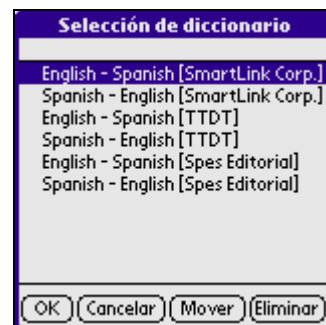 Selección de diccionario
English - Spanish [SmartLink Corp.]
Spanish - English [SmartLink Corp.]
English - Spanish [TTDT]
Spanish - English [TTDT]
English - Spanish [Spes Editorial]
Spanish - English [Spes Editorial]
OK Cancelar Mover Eliminar